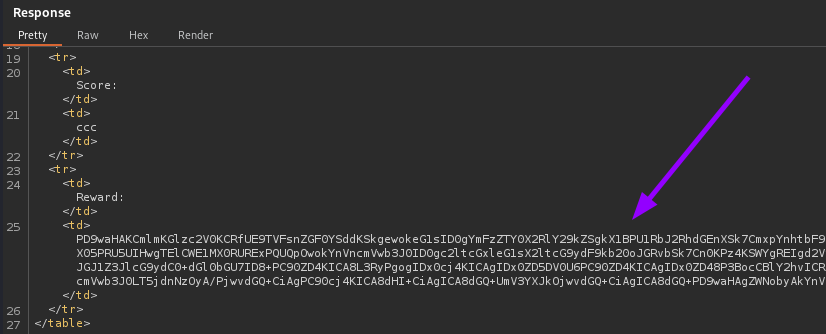 Response
Pretty Raw Hex Render
19 <tr>
20 <td>
Score:
</td>
21 <td>
ccc
</td>
22 </tr>
23 <tr>
24 <td>
Reward:
</td>
25 <td>
PD9waHAKCmlmKGlzc2V0KCRfUE9TVFsnZGF0YSddKSkgewokeG1sID0gYmFzZTY0X2RlY29kZSgkX1BPU1RbJ2RhdGEnXSk7CmxpYnhtbF9
X05PRU5UIHwgTElCWE1MX0RURExPQUQpOwokYnVncmVwb3J0ID0gc2ltcGxleG1sX2ltcG9ydF9kb20oJGRvbSk7Cn0KPz4KSWYgREIgd2V
JGJ1Z3JlcG9ydC0+dGl0bGU7ID8+PC90ZD4KICA8L3RyPgogIDx0cj4KICAgIDx0ZD5DV0U6PC90ZD4KICAgIDx0ZD48P3BocCBlY2hvICR
cmVwb3J0LT5jdnNzOyA/PjwvdGQ+CiAgPC90cj4KICA8dHI+CiAgICA8dGQ+UmV3YXJkOjwvdGQ+CiAgICA8dGQ+PD9waHAgZWNobyAkYnV
</td>
26 </tr>
27 </table>